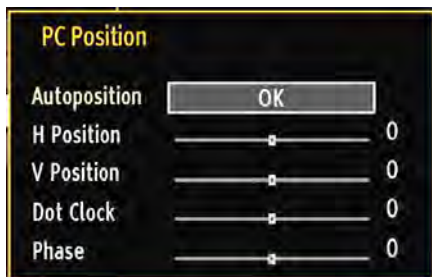 PC Position
Autoposition OK
H Position 0
V Position 0
Dot Clock 0
Phase 0